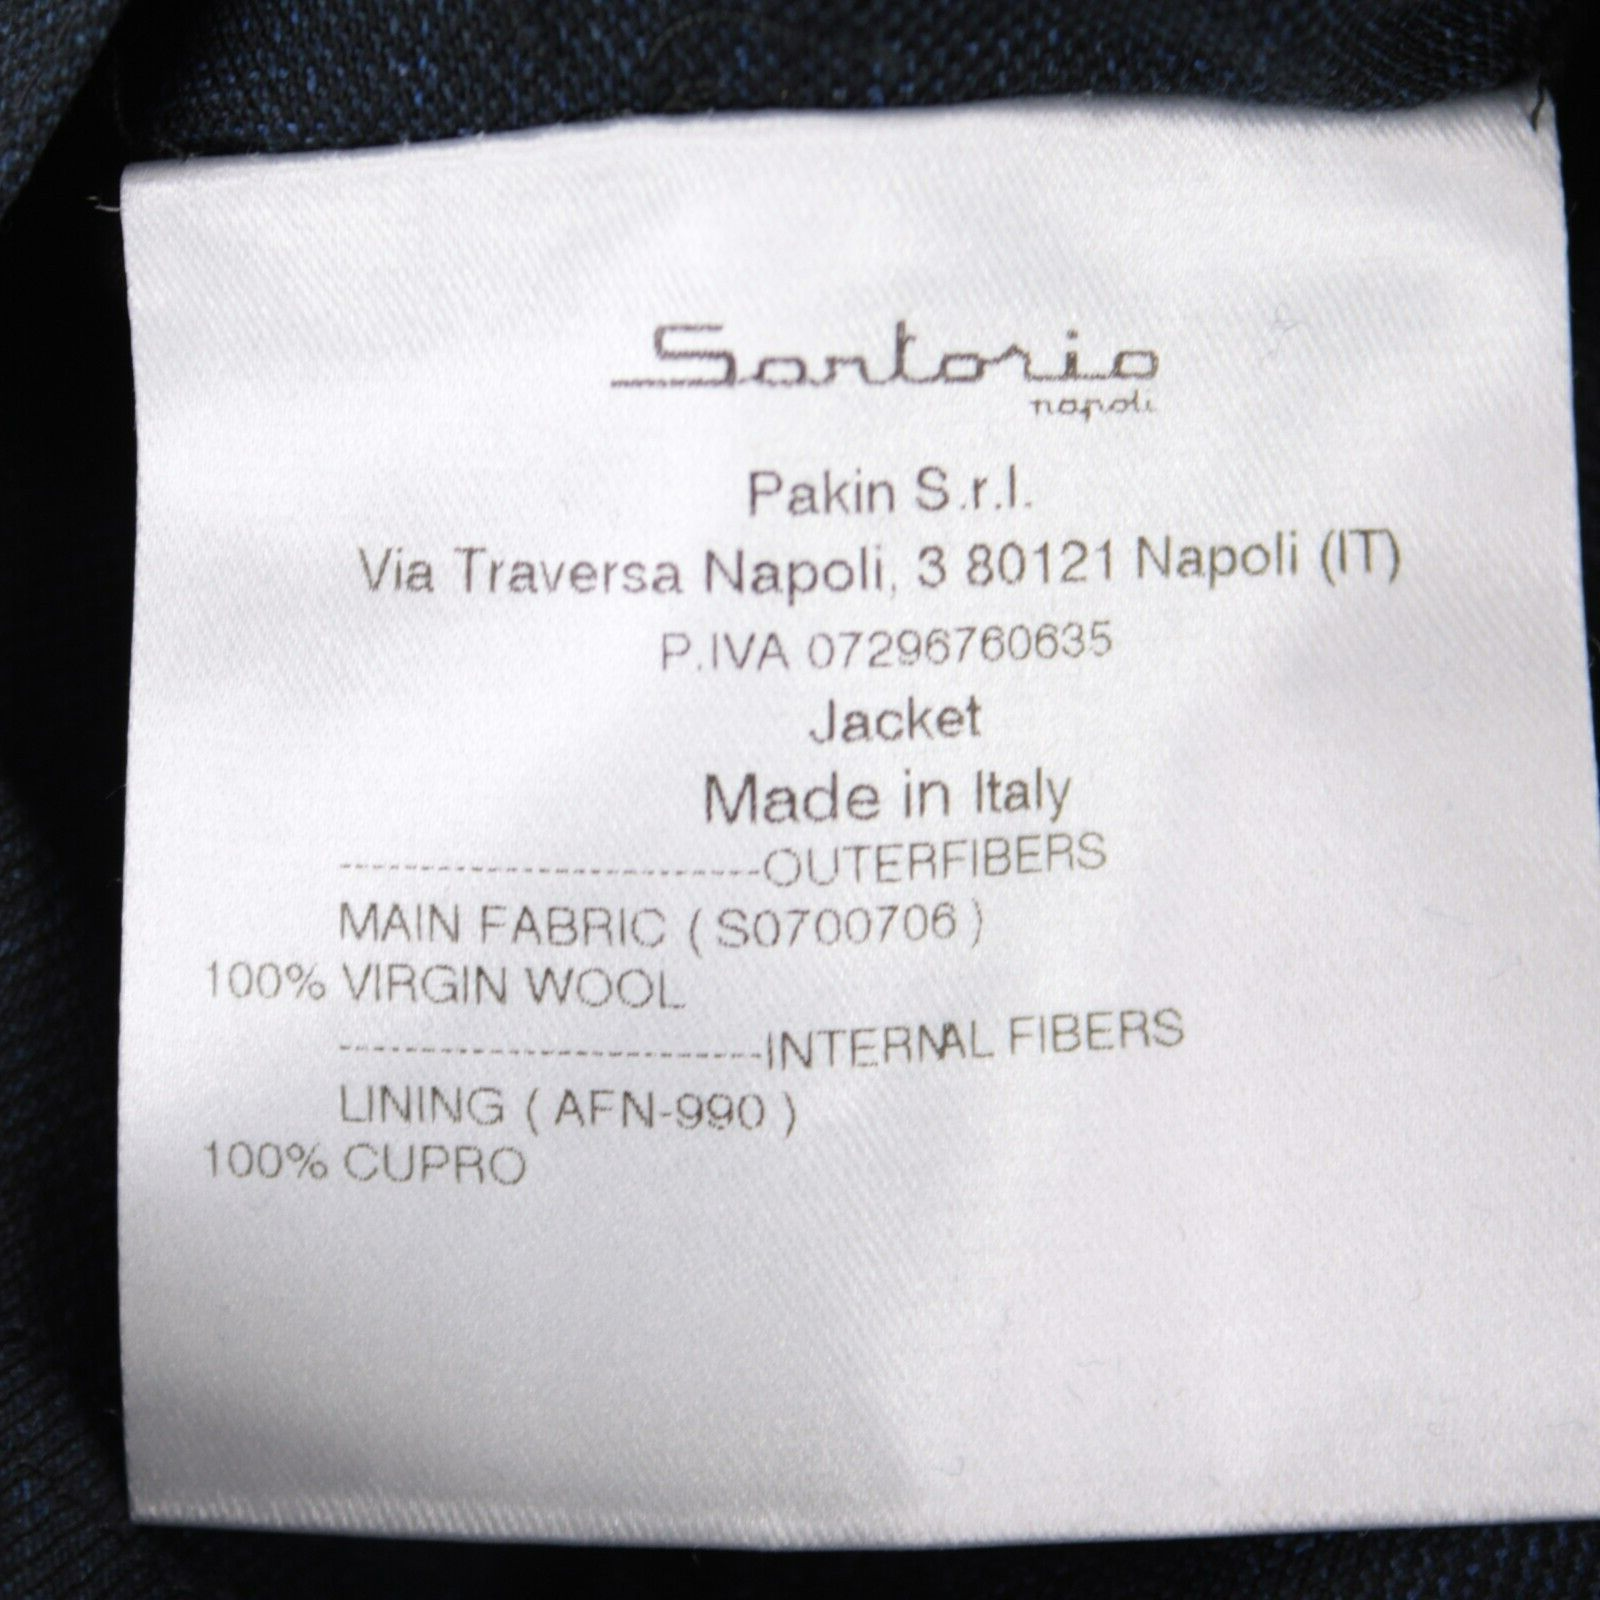 Sartorio
napoli
Pakin S.r.l.
Via Traversa Napoli, 3 80121 Napoli (IT)
P.IVA 07296760635
Jacket
Made in Italy
-------------------------OUTERFIBERS
MAIN FABRIC ( S0700706 )
100% VIRGIN WOOL
-------------------------INTERNAL FIBERS
LINING ( AFN-990 )
100% CUPRO